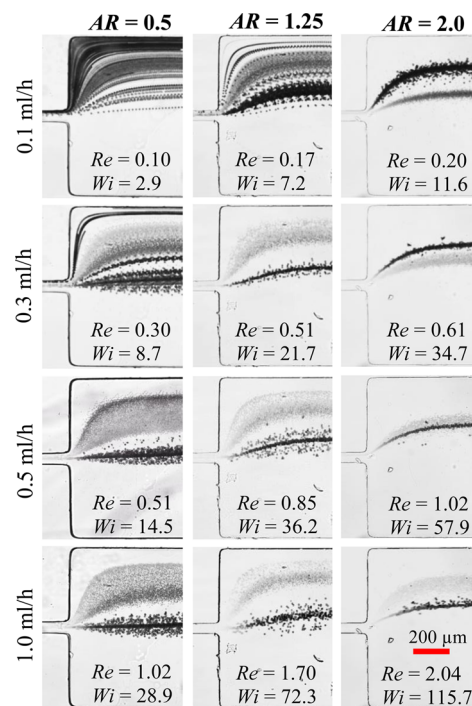 AR = 0.5 AR = 1.25 AR = 2.0
0.1 ml/h
Re = 0.10 Re = 0.17 Re = 0.20
Wi = 2.9 Wi = 7.2 Wi = 11.6
0.3 ml/h
Re = 0.30 Re = 0.51 Re = 0.61
Wi = 8.7 Wi = 21.7 Wi = 34.7
0.5 ml/h
Re = 0.51 Re = 0.85 Re = 1.02
Wi = 14.5 Wi = 36.2 Wi = 57.9
1.0 ml/h
200 µm
Re = 1.02 Re = 1.70 Re = 2.04
Wi = 28.9 Wi = 72.3 Wi = 115.7